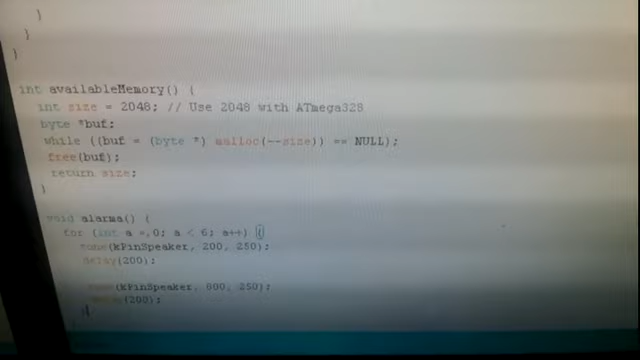 }
}
}
int availableMemory() {
int size = 2048; // Use 2048 with ATmega328
byte *buf;
while ((buf = (byte *) malloc(--size)) == NULL);
free(buf);
return size;
}
void alarma() {
for (int a = 0; a < 6; a++) {
tone(kPinSpeaker, 200, 250);
delay(200);
tone(kPinSpeaker, 800, 250);
delay(200);
}